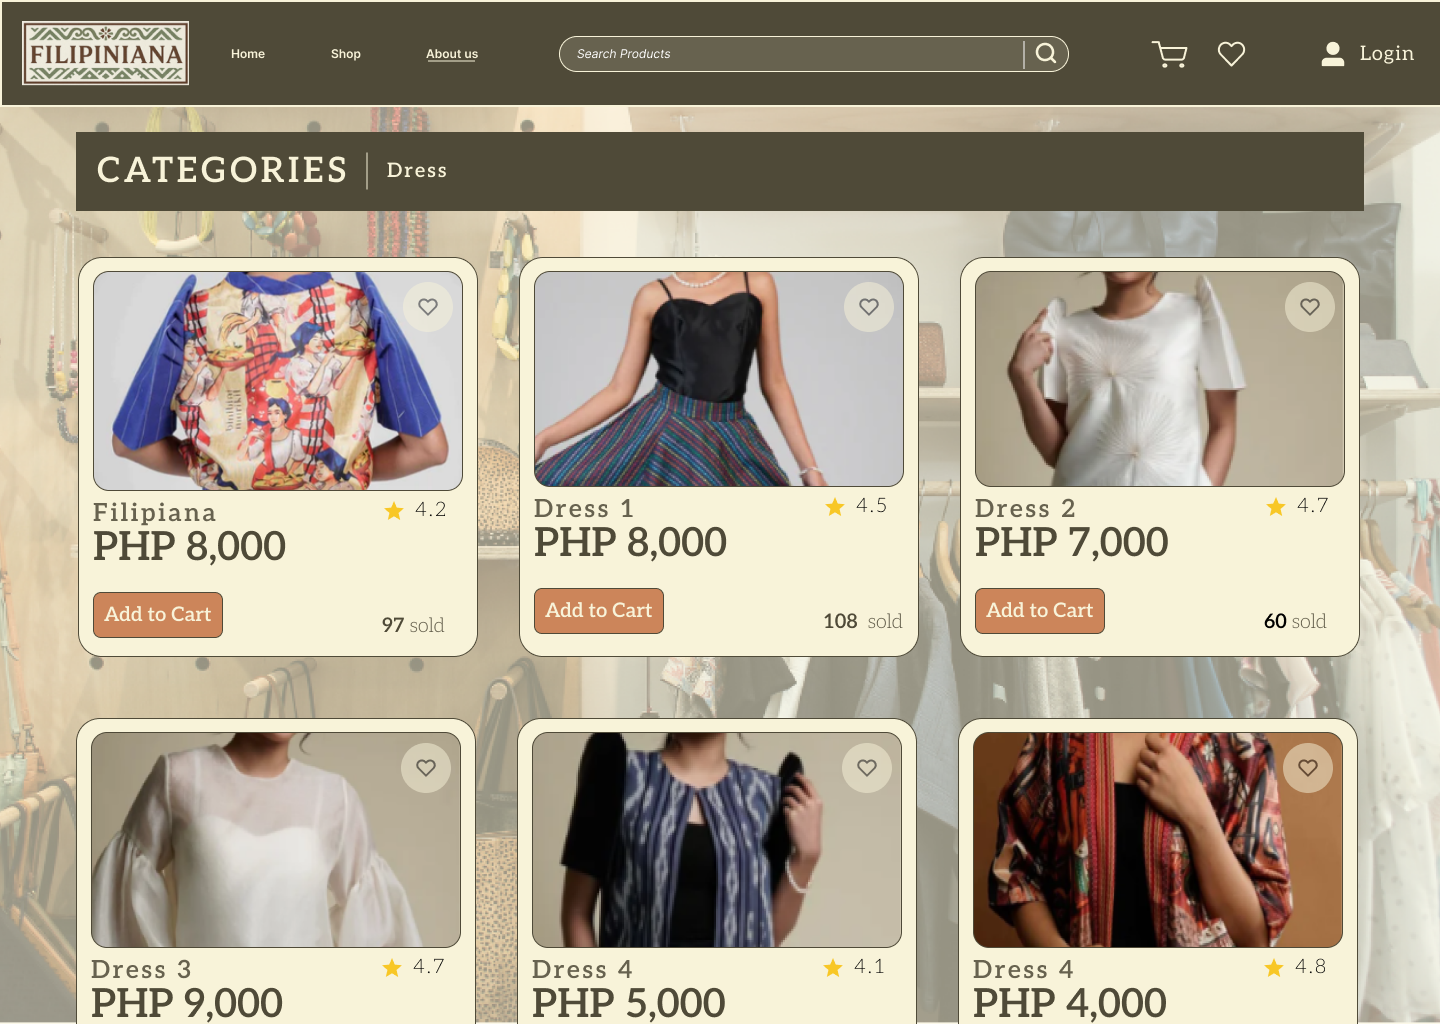 FILIPINIANA
Home
Shop
About us
Search Products
Login
CATEGORIES
Dress
Filipiana
4.2
PHP 8,000
Add to Cart
97 sold
Dress 1
4.5
PHP 8,000
Add to Cart
108 sold
Dress 2
4.7
PHP 7,000
Add to Cart
60 sold
Dress 3
4.7
PHP 9,000
Dress 4
4.1
PHP 5,000
Dress 4
4.8
PHP 4,000